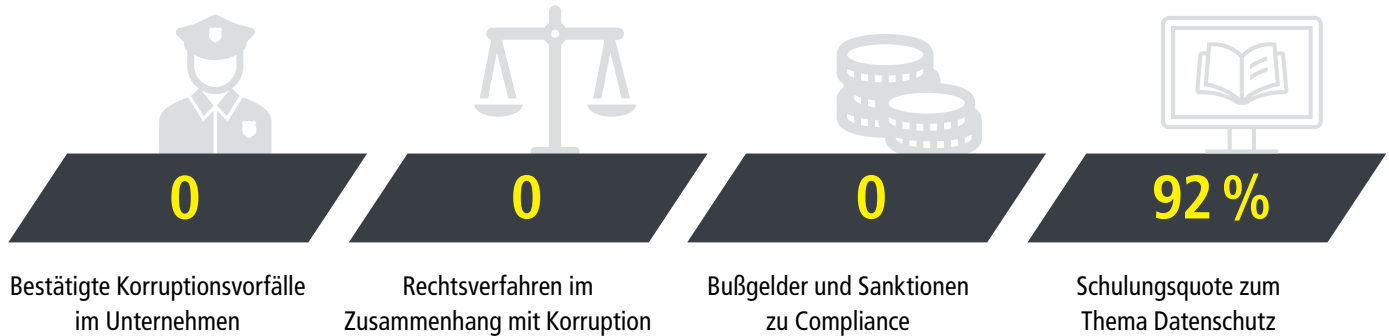 0
Bestätigte Korruptionsvorfälle
im Unternehmen
0
Rechtsverfahren im
Zusammenhang mit Korruption
0
Bußgelder und Sanktionen
zu Compliance
92 %
Schulungsquote zum
Thema Datenschutz